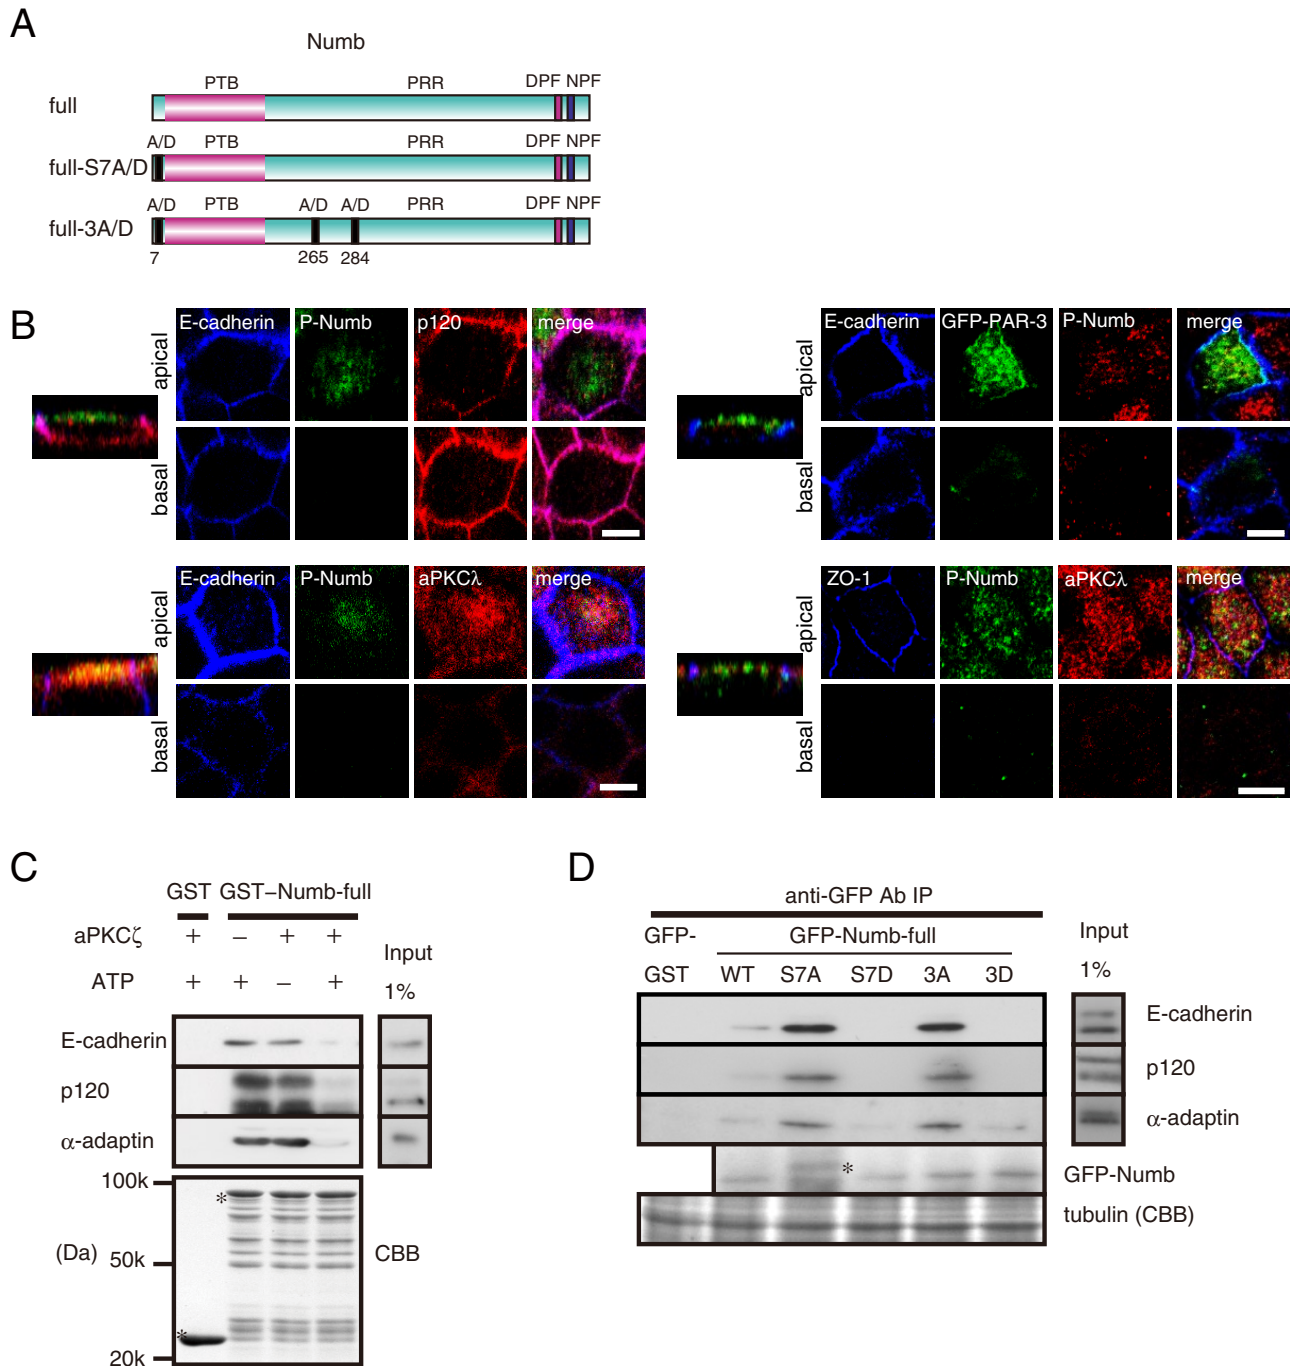 A
Numb
PTB PRR DPF NPF
full
A/D PTB PRR DPF NPF
full-S7A/D
A/D PTB A/D A/D PRR DPF NPF
full-3A/D
7 265 284
B
apical E-cadherin P-Numb p120 merge
basal
apical E-cadherin GFP-PAR-3 P-Numb merge
basal
apical E-cadherin P-Numb aPKCλ merge
basal
apical ZO-1 P-Numb aPKCλ merge
basal
C
GST GST–Numb-full
aPKCζ + – + +
ATP + + – +
Input
1%
E-cadherin
p120
α-adaptin
100k
*
(Da) 50k CBB
*
20k
D
anti-GFP Ab IP
GFP- GFP-Numb-full Input
GST WT S7A S7D 3A 3D 1%
E-cadherin
p120
α-adaptin
* GFP-Numb
tubulin (CBB)